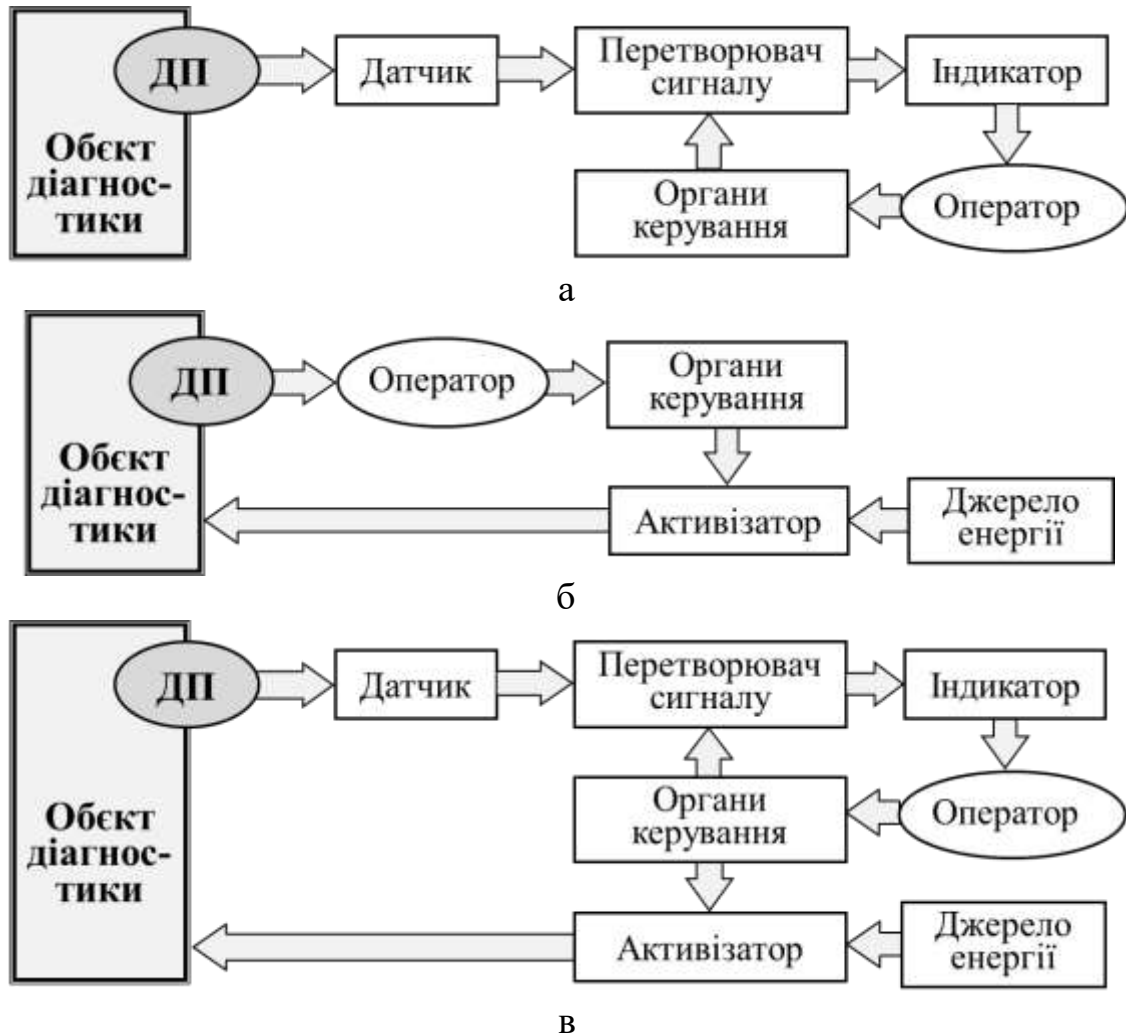 ДП
Обєкт
діагнос-
тики
Датчик
Перетворювач
сигналу
Індикатор
Органи
керування
Оператор
а
ДП
Обєкт
діагнос-
тики
Оператор
Органи
керування
Активізатор
Джерело
енергії
б
ДП
Обєкт
діагнос-
тики
Датчик
Перетворювач
сигналу
Індикатор
Органи
керування
Оператор
Активізатор
Джерело
енергії
в